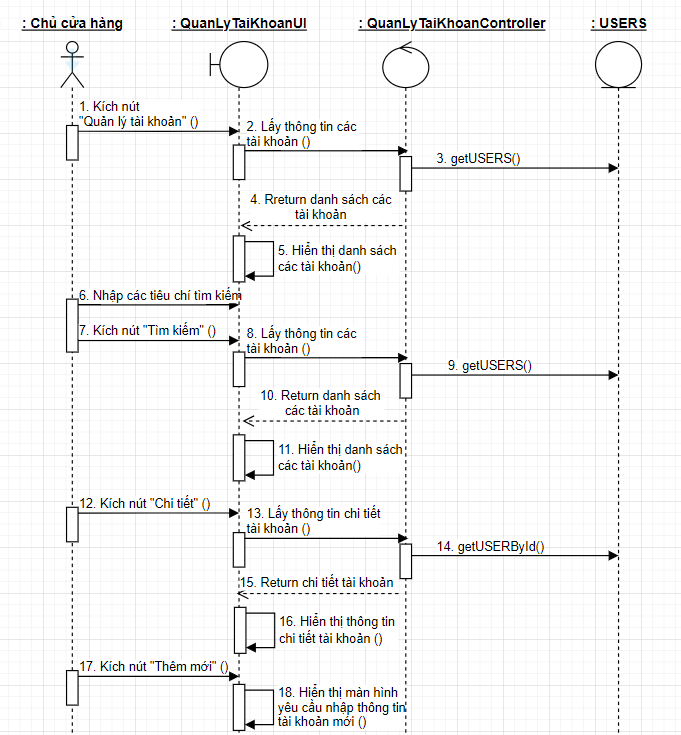 : Chủ cửa hàng
: QuanLyTaiKhoanUI
: QuanLyTaiKhoanController
: USERS
1. Kích nút
"Quản lý tài khoản" ()
2. Lấy thông tin các
tài khoản ()
3. getUSERS()
4. Rreturn danh sách các
tài khoản
5. Hiển thị danh sách
các tài khoản()
6. Nhập các tiêu chí tìm kiếm
7. Kích nút "Tìm kiếm" ()
8. Lấy thông tin các
tài khoản ()
9. getUSERS()
10. Return danh sách
các tài khoản
11. Hiển thị danh sách
các tài khoản()
12. Kích nút "Chi tiết" ()
13. Lấy thông tin chi tiết
tài khoản ()
14. getUSERById()
15. Return chi tiết tài khoản
16. Hiển thị thông tin
chi tiết tài khoản ()
17. Kích nút "Thêm mới" ()
18. Hiển thị màn hình
yêu cầu nhập thông tin
tài khoản mới ()